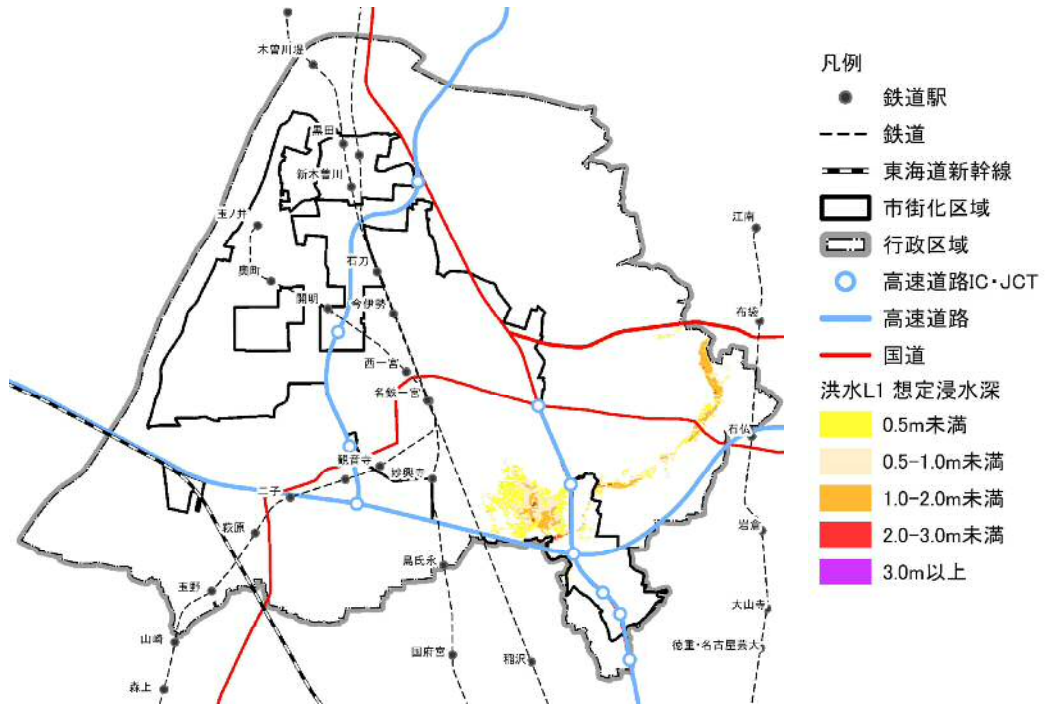 木曽川堤
黒田
新木曽川
玉ノ井
奥町
石刀
開明
今伊勢
西一宮
名鉄一宮
観音寺
妙興寺
二子
萩原
玉野
山崎
森上
島氏永
国府宮
稲沢
江南
布袋
石仏
岩倉
大山寺
徳重・名古屋芸大
凡例
鉄道駅
鉄道
東海道新幹線
市街化区域
行政区域
高速道路IC・JCT
高速道路
国道
洪水L1 想定浸水深
0.5m未満
0.5-1.0m未満
1.0-2.0m未満
2.0-3.0m未満
3.0m以上